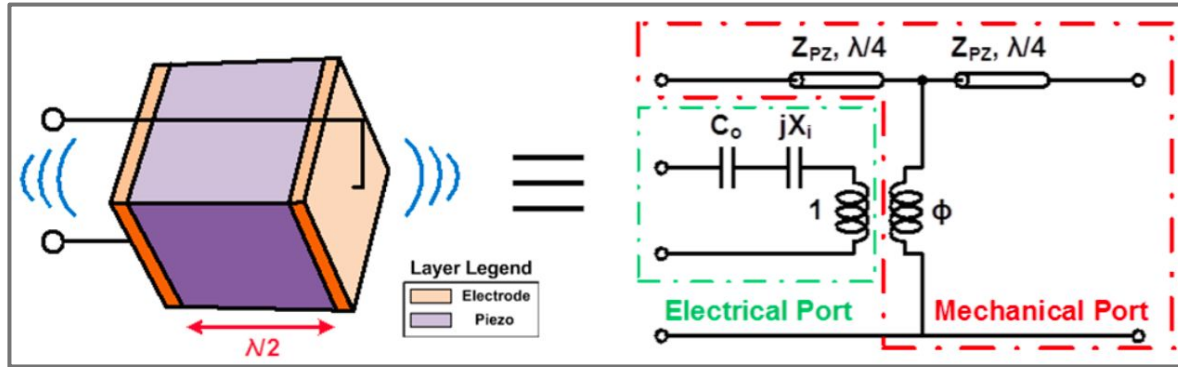 Z_PZ, λ/4
Z_PZ, λ/4
C_o
jX_i
1
ϕ
Layer Legend
Electrode
Piezo
Electrical Port
Mechanical Port
λ/2